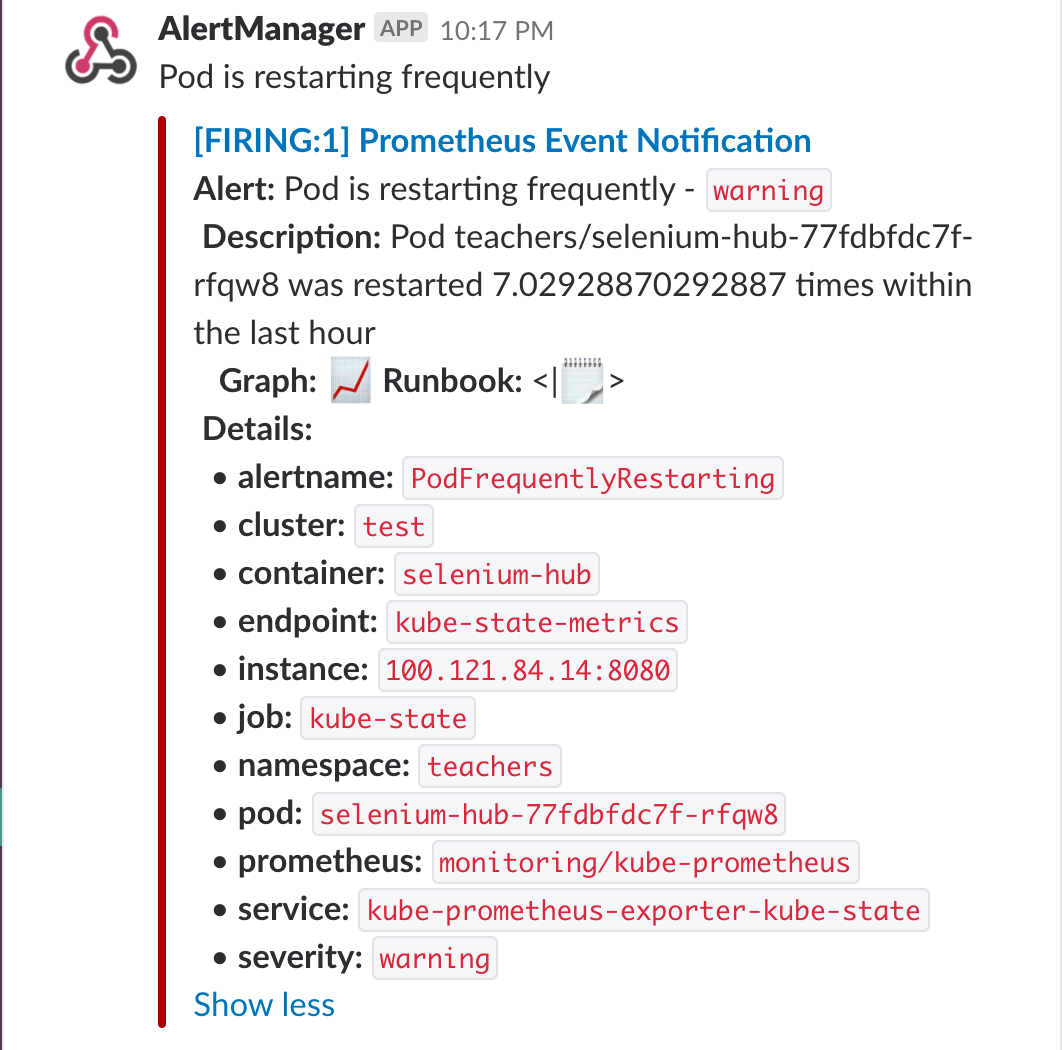 AlertManager APP 10:17 PM
Pod is restarting frequently
[FIRING:1] Prometheus Event Notification
Alert: Pod is restarting frequently - warning
Description: Pod teachers/selenium-hub-77fdbfdc7f-
rfqw8 was restarted 7.02928870292887 times within
the last hour
Graph: 📈 Runbook: <|🗒️>
Details:
• alertname: PodFrequentlyRestarting
• cluster: test
• container: selenium-hub
• endpoint: kube-state-metrics
• instance: 100.121.84.14:8080
• job: kube-state
• namespace: teachers
• pod: selenium-hub-77fdbfdc7f-rfqw8
• prometheus: monitoring/kube-prometheus
• service: kube-prometheus-exporter-kube-state
• severity: warning
Show less